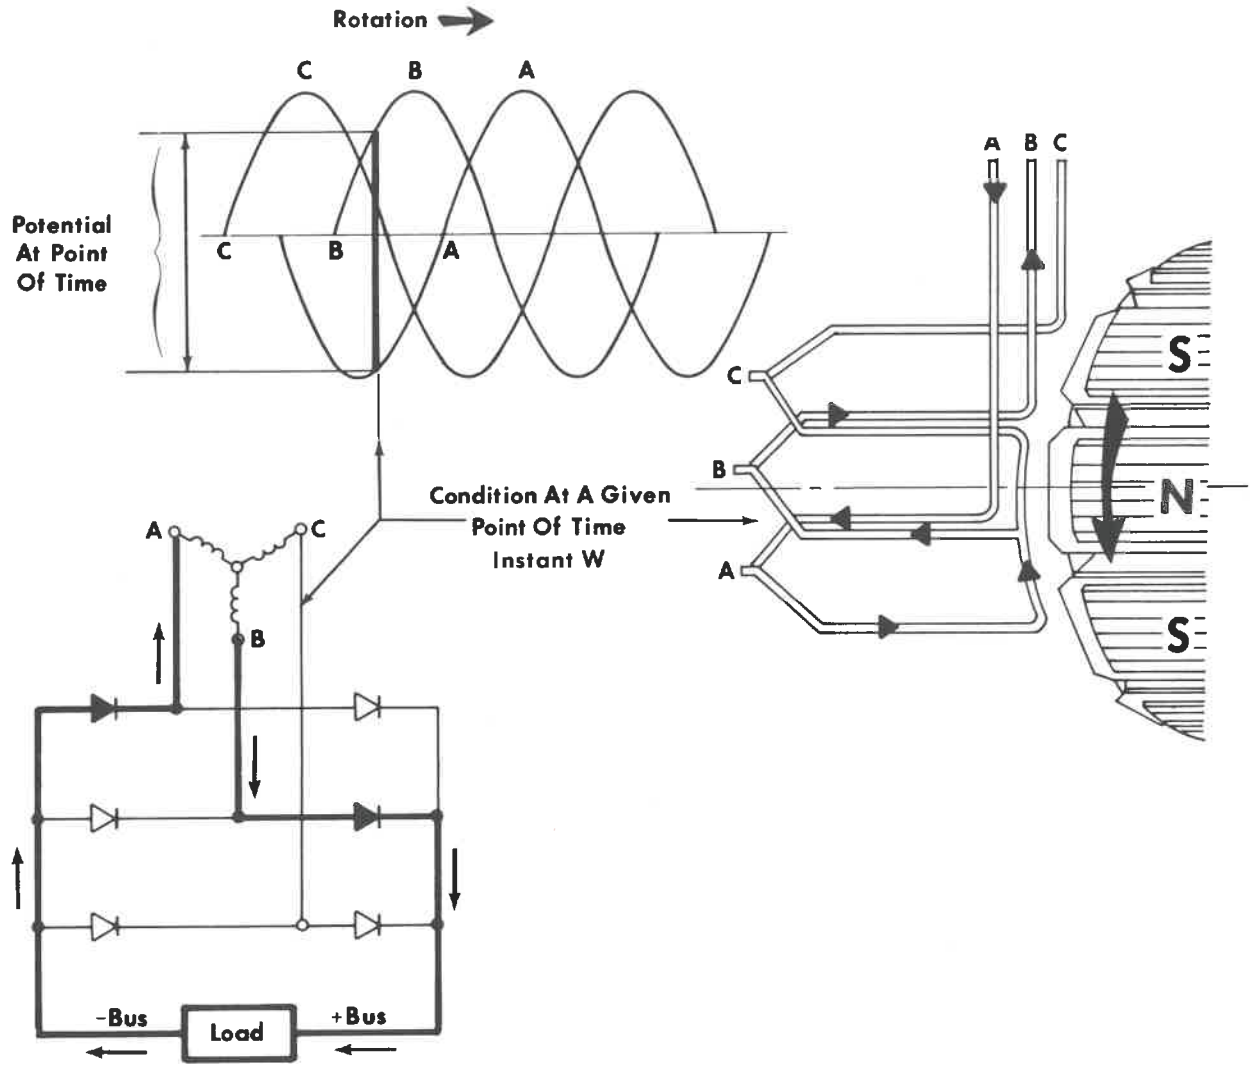 Rotation
C B A
C B A
Potential
At Point
Of Time
A B C
C
B
A
S
N
S
Condition At A Given
Point Of Time
Instant W
A C
B
-Bus Load +Bus